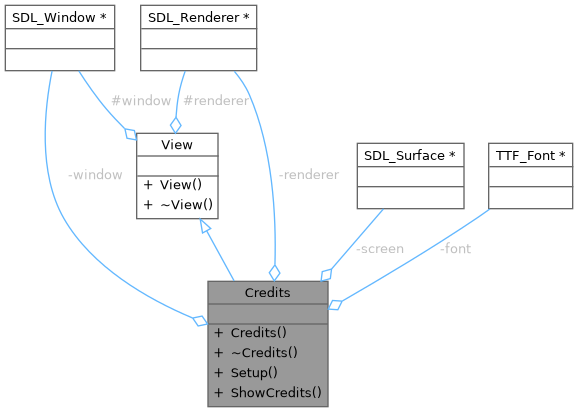 SDL_Window *
SDL_Renderer *
#window
#renderer
View
+ View()
+ ~View()
SDL_Surface *
TTF_Font *
-window
-renderer
-screen
-font
Credits
+ Credits()
+ ~Credits()
+ Setup()
+ ShowCredits()